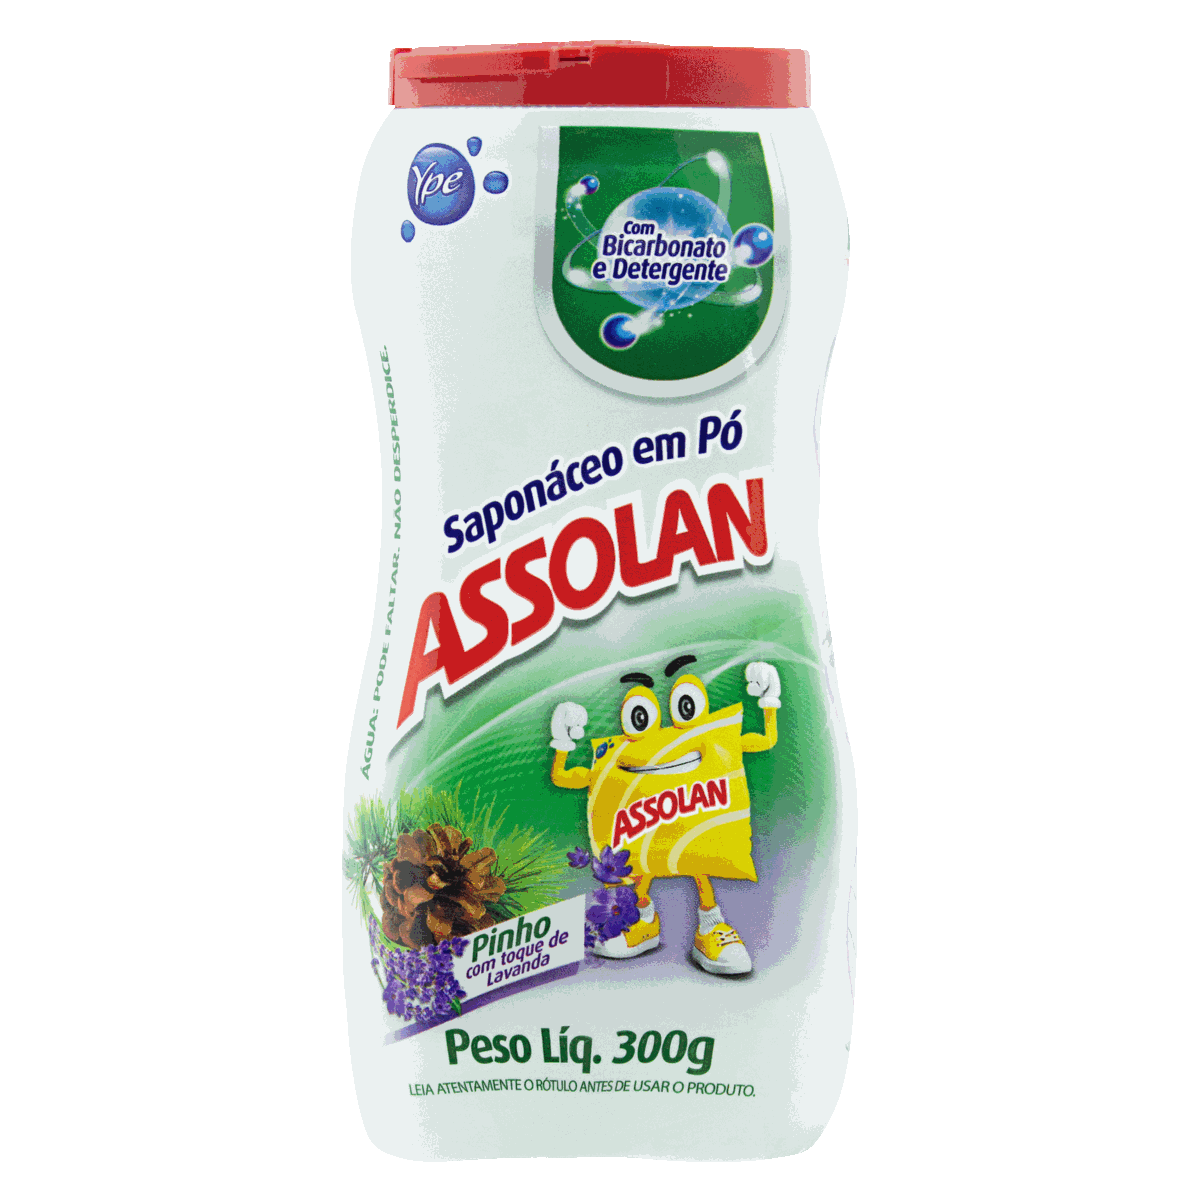 Ypê
Com
Bicarbonato
e Detergente
Saponáceo em Pó
ASSOLAN
ÁGUA: PODE FALTAR. NÃO DESPERDICE.
ASSOLAN
Pinho
com toque de
Lavanda
Peso Líq. 300g
LEIA ATENTAMENTE O RÓTULO ANTES DE USAR O PRODUTO.